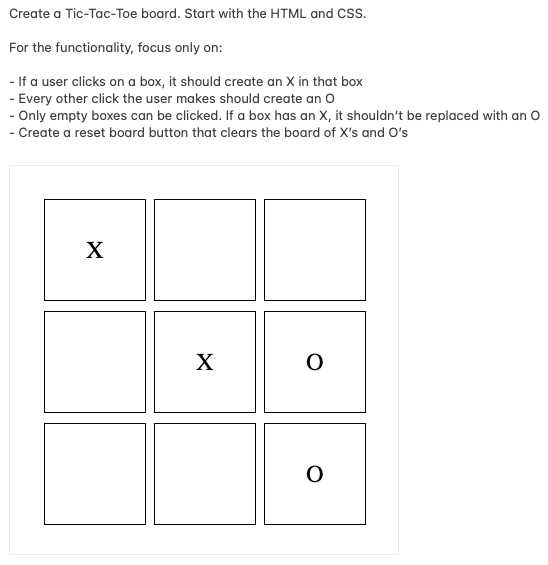 Create a Tic-Tac-Toe board. Start with the HTML and CSS.
For the functionality, focus only on:
- If a user clicks on a box, it should create an X in that box
- Every other click the user makes should create an O
- Only empty boxes can be clicked. If a box has an X, it shouldn’t be replaced with an O
- Create a reset board button that clears the board of X’s and O’s
X
X O
O